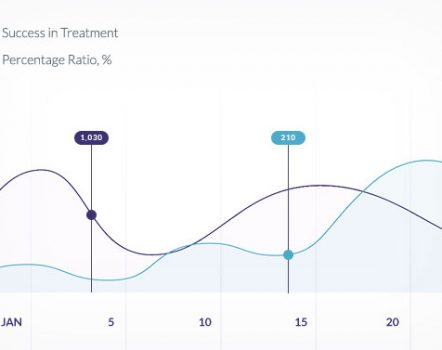 Success in Treatment
Percentage Ratio, %
1,030
210
JAN
5
10
15
20